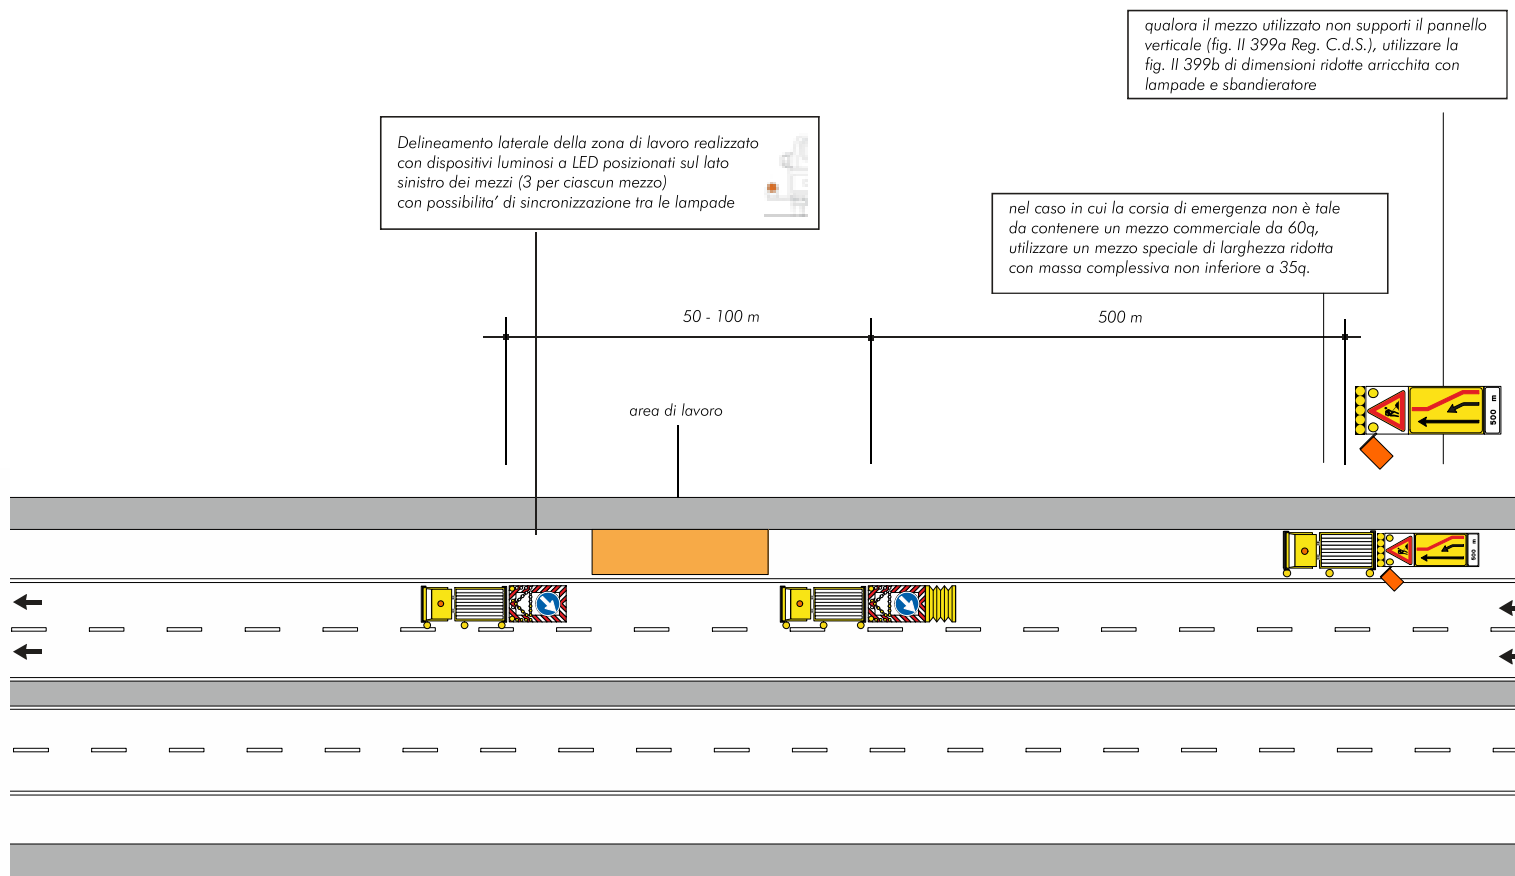 qualora il mezzo utilizzato non supporti il pannello
verticale (fig. II 399a Reg. C.d.S.), utilizzare la
fig. II 399b di dimensioni ridotte arricchita con
lampade e sbandieratore
Delineamento laterale della zona di lavoro realizzato
con dispositivi luminosi a LED posizionati sul lato
sinistro dei mezzi (3 per ciascun mezzo)
con possibilita’ di sincronizzazione tra le lampade
nel caso in cui la corsia di emergenza non è tale
da contenere un mezzo commerciale da 60q,
utilizzare un mezzo speciale di larghezza ridotta
con massa complessiva non inferiore a 35q.
50 - 100 m
500 m
area di lavoro
500 m
500 m